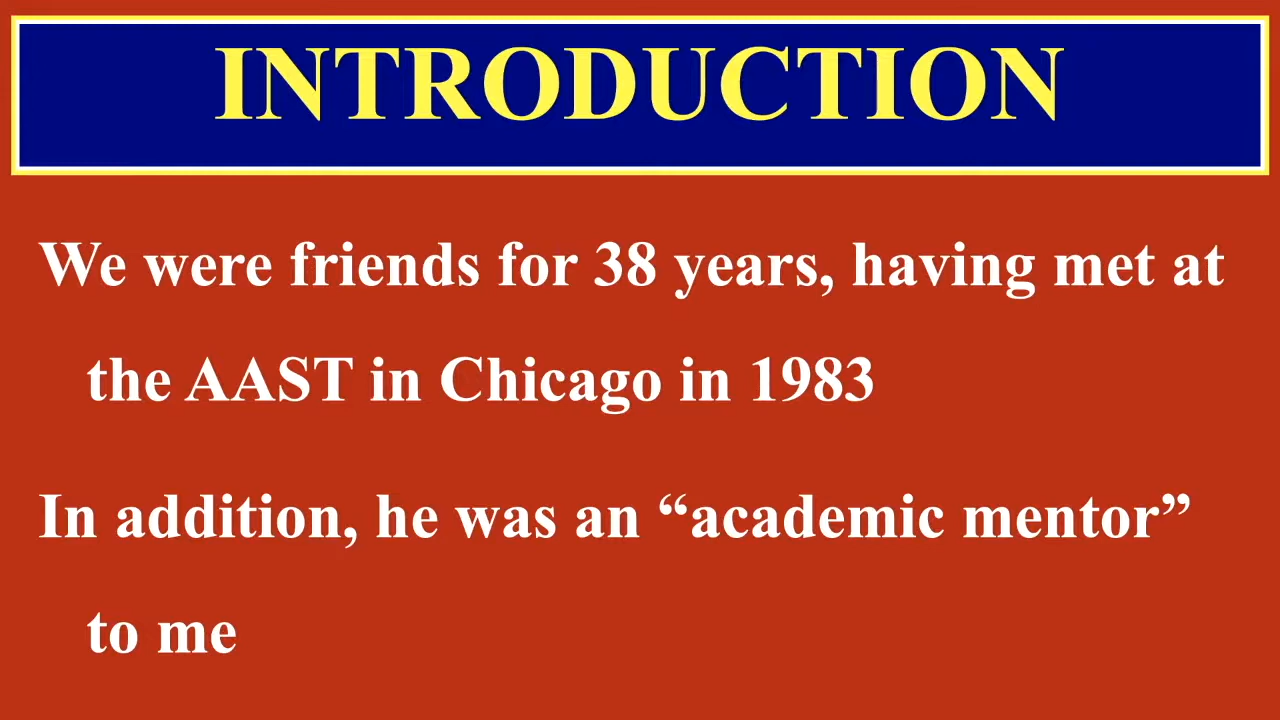 INTRODUCTION
We were friends for 38 years, having met at
the AAST in Chicago in 1983
In addition, he was an “academic mentor”
to me